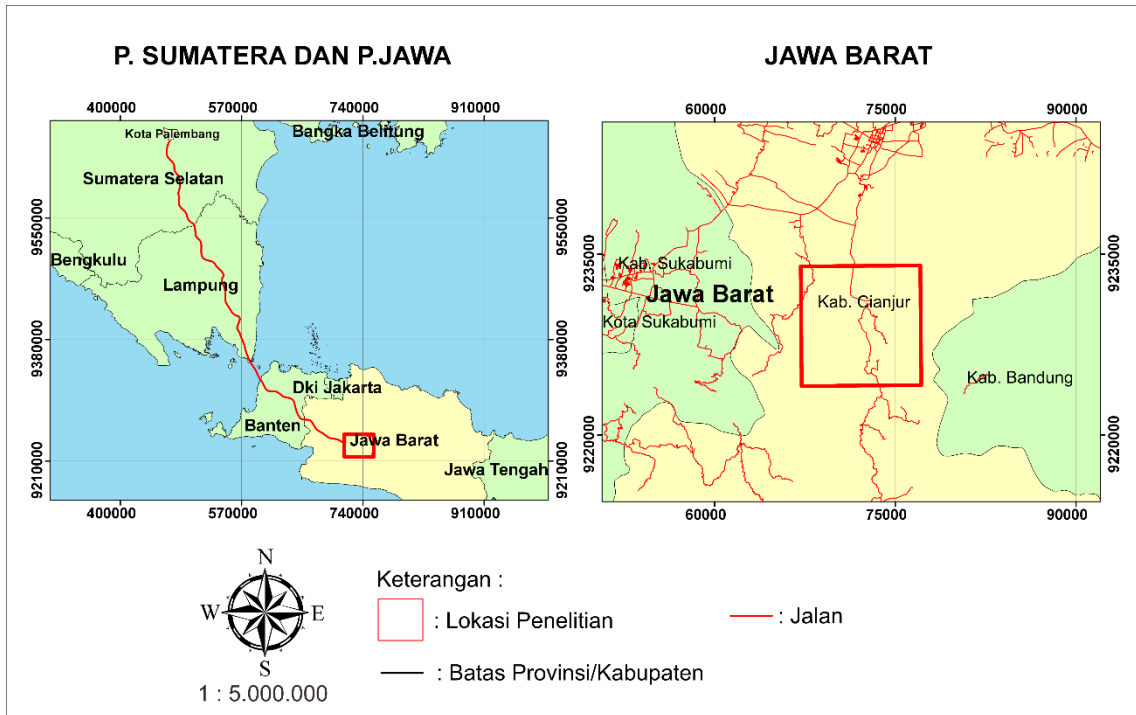 P. SUMATERA DAN P.JAWA
400000 570000 740000 910000
Kota Palembang
Bangka Belitung
Sumatera Selatan
9550000 9550000
Bengkulu
Lampung
9380000 9380000
Dki Jakarta
Banten
Jawa Barat
9210000 9210000
Jawa Tengah
400000 570000 740000 910000
JAWA BARAT
60000 75000 90000
9235000 9235000
Kab. Sukabumi
Jawa Barat
Kab. Cianjur
Kota Sukabumi
Kab. Bandung
9220000 9220000
60000 75000 90000
N
W E
S
1 : 5.000.000
Keterangan :
: Lokasi Penelitian
: Jalan
: Batas Provinsi/Kabupaten